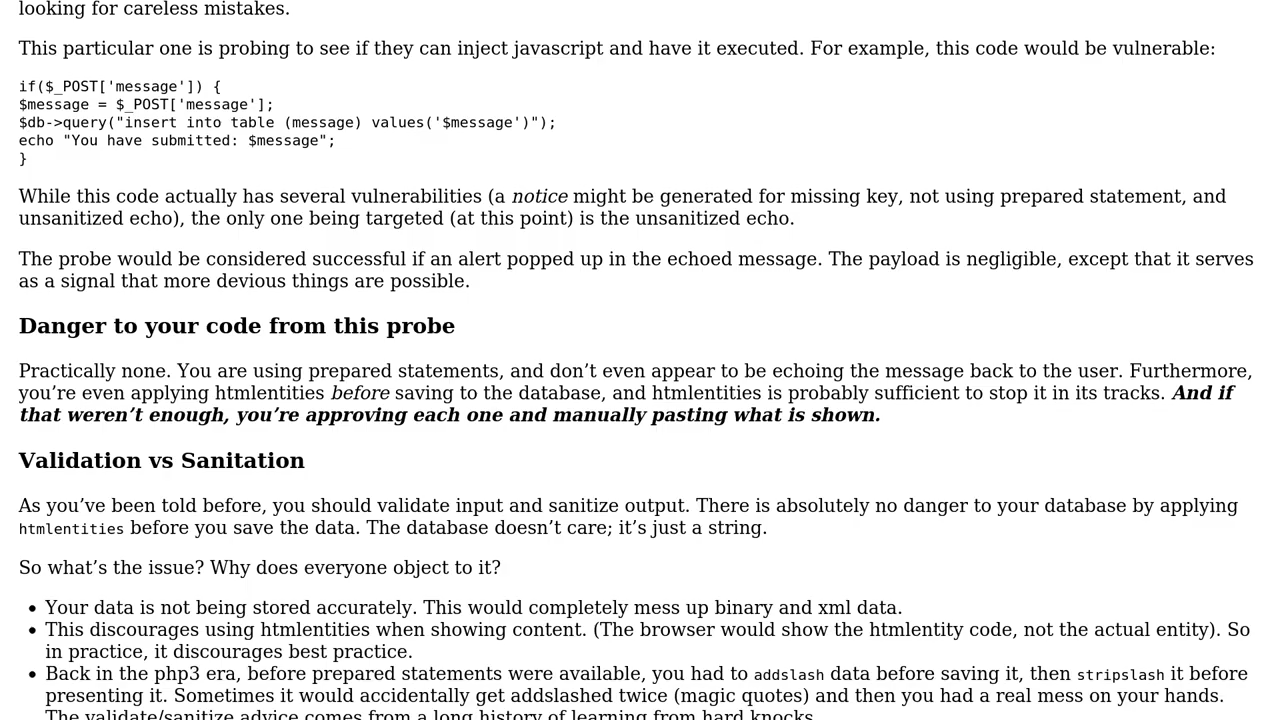 looking for careless mistakes.
This particular one is probing to see if they can inject javascript and have it executed. For example, this code would be vulnerable:
if($_POST['message']) {
$message = $_POST['message'];
$db->query("insert into table (message) values('$message')");
echo "You have submitted: $message";
}
While this code actually has several vulnerabilities (a notice might be generated for missing key, not using prepared statement, and
unsanitized echo), the only one being targeted (at this point) is the unsanitized echo.
The probe would be considered successful if an alert popped up in the echoed message. The payload is negligible, except that it serves
as a signal that more devious things are possible.
Danger to your code from this probe
Practically none. You are using prepared statements, and don’t even appear to be echoing the message back to the user. Furthermore,
you’re even applying htmlentities before saving to the database, and htmlentities is probably sufficient to stop it in its tracks. And if
that weren’t enough, you’re approving each one and manually pasting what is shown.
Validation vs Sanitation
As you’ve been told before, you should validate input and sanitize output. There is absolutely no danger to your database by applying
htmlentities before you save the data. The database doesn’t care; it’s just a string.
So what’s the issue? Why does everyone object to it?
• Your data is not being stored accurately. This would completely mess up binary and xml data.
• This discourages using htmlentities when showing content. (The browser would show the htmlentity code, not the actual entity). So
in practice, it discourages best practice.
• Back in the php3 era, before prepared statements were available, you had to addslash data before saving it, then stripslash it before
presenting it. Sometimes it would accidentally get addslashed twice (magic quotes) and then you had a real mess on your hands.
The validate/sanitize advice comes from a long history of learning from hard knocks.